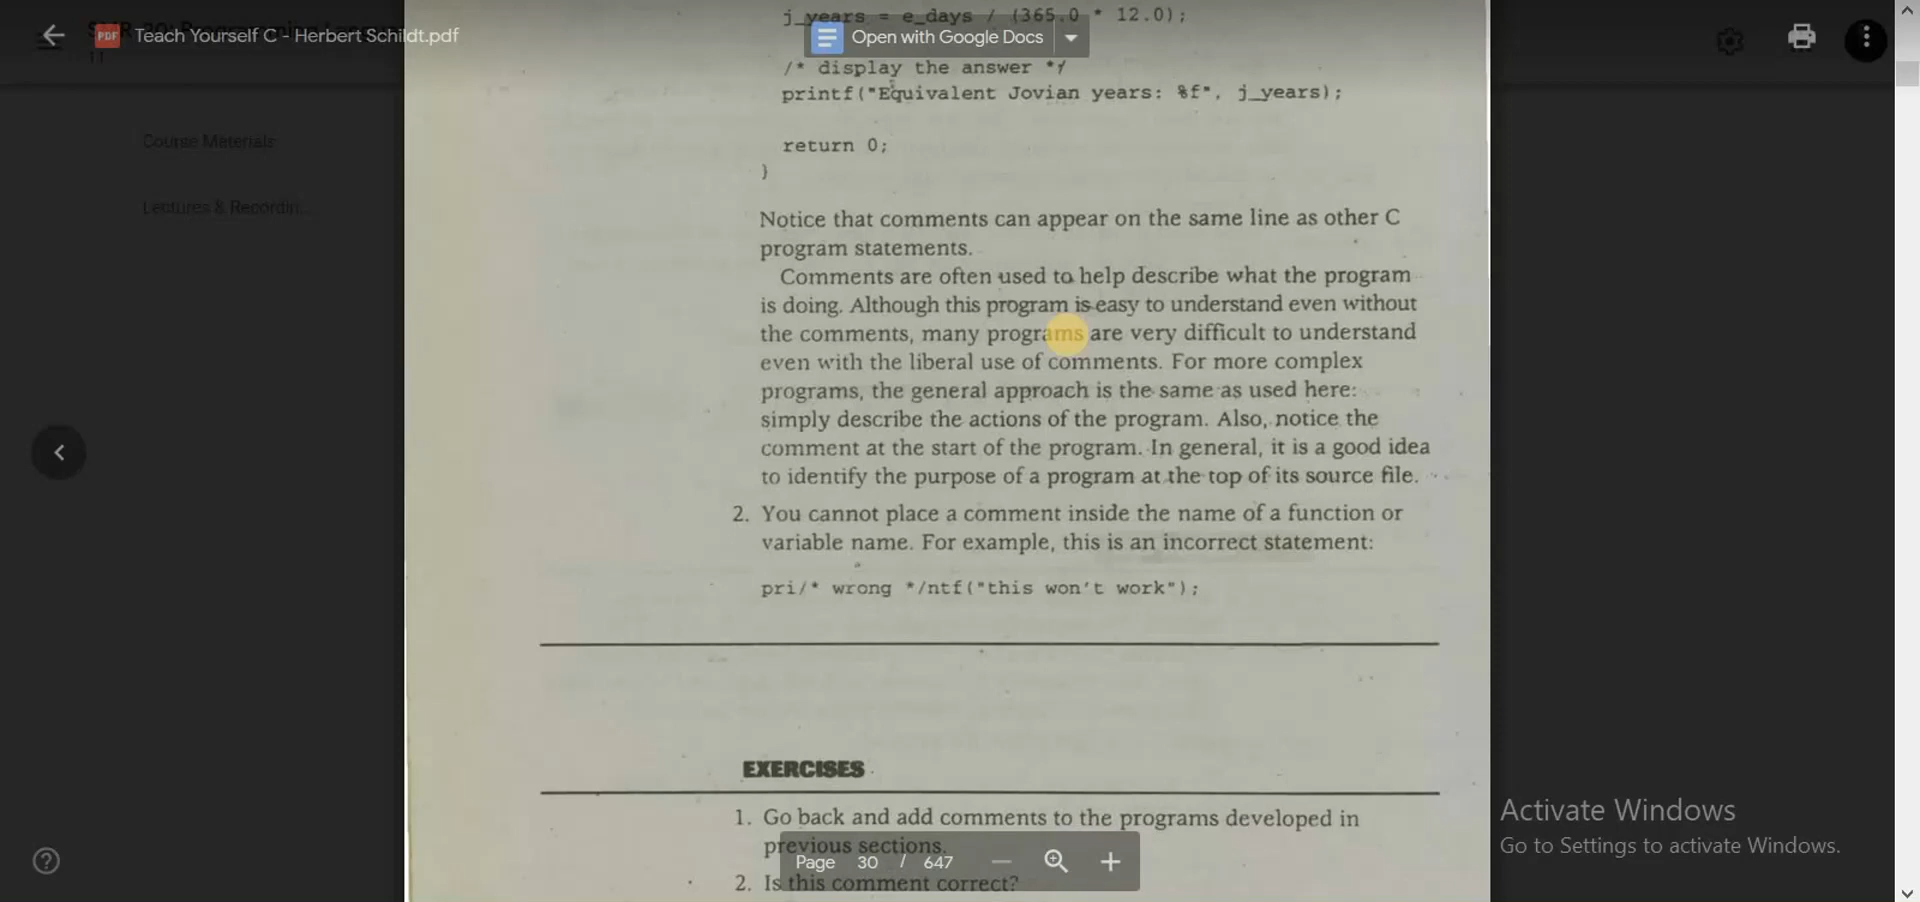 j_years = e_days / (365.0 * 12.0);
Teach Yourself C - Herbert Schildt.pdf
PDF
Open with Google Docs
11
/* display the answer */
printf("Equivalent Jovian years: %f", j_years);
Course Materials
return 0;
}
Lectures & Recordin...
Notice that comments can appear on the same line as other C
program statements.
Comments are often used to help describe what the program
is doing. Although this program is easy to understand even without
the comments, many programs are very difficult to understand
even with the liberal use of comments. For more complex
programs, the general approach is the same as used here:
simply describe the actions of the program. Also, notice the
comment at the start of the program. In general, it is a good idea
to identify the purpose of a program at the top of its source file.
2. You cannot place a comment inside the name of a function or
variable name. For example, this is an incorrect statement:
pri/* wrong */ntf("this won't work");
EXERCISES
1. Go back and add comments to the programs developed in
previous sections.
2. Is this comment correct?
Page 30 / 647
Activate Windows
Go to Settings to activate Windows.